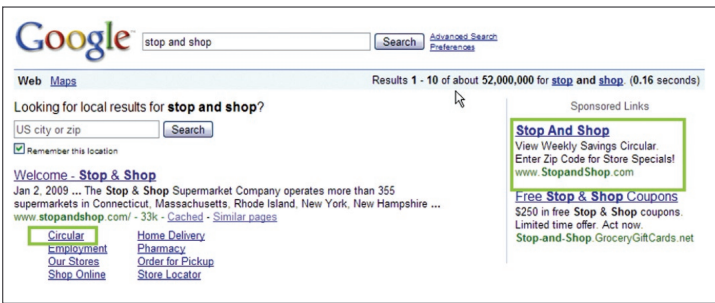 Google
stop and shop
Search
Advanced Search
Preferences
Web Maps
Results 1 - 10 of about 52,000,000 for stop and shop. (0.16 seconds)
Looking for local results for stop and shop?
US city or zip
Search
Remember this location
Welcome - Stop & Shop
Jan 2, 2009 ... The Stop & Shop Supermarket Company operates more than 355
supermarkets in Connecticut, Massachusetts, Rhode Island, New York, New Hampshire ...
www.stopandshop.com/ - 33k - Cached - Similar pages
Circular Home Delivery
Employment Pharmacy
Our Stores Order for Pickup
Shop Online Store Locator
Sponsored Links
Stop And Shop
View Weekly Savings Circular.
Enter Zip Code for Store Specials!
www.StopandShop.com
Free Stop & Shop Coupons
$250 in free Stop & Shop coupons.
Limited time offer. Act now.
Stop-and-Shop.GroceryGiftCards.net